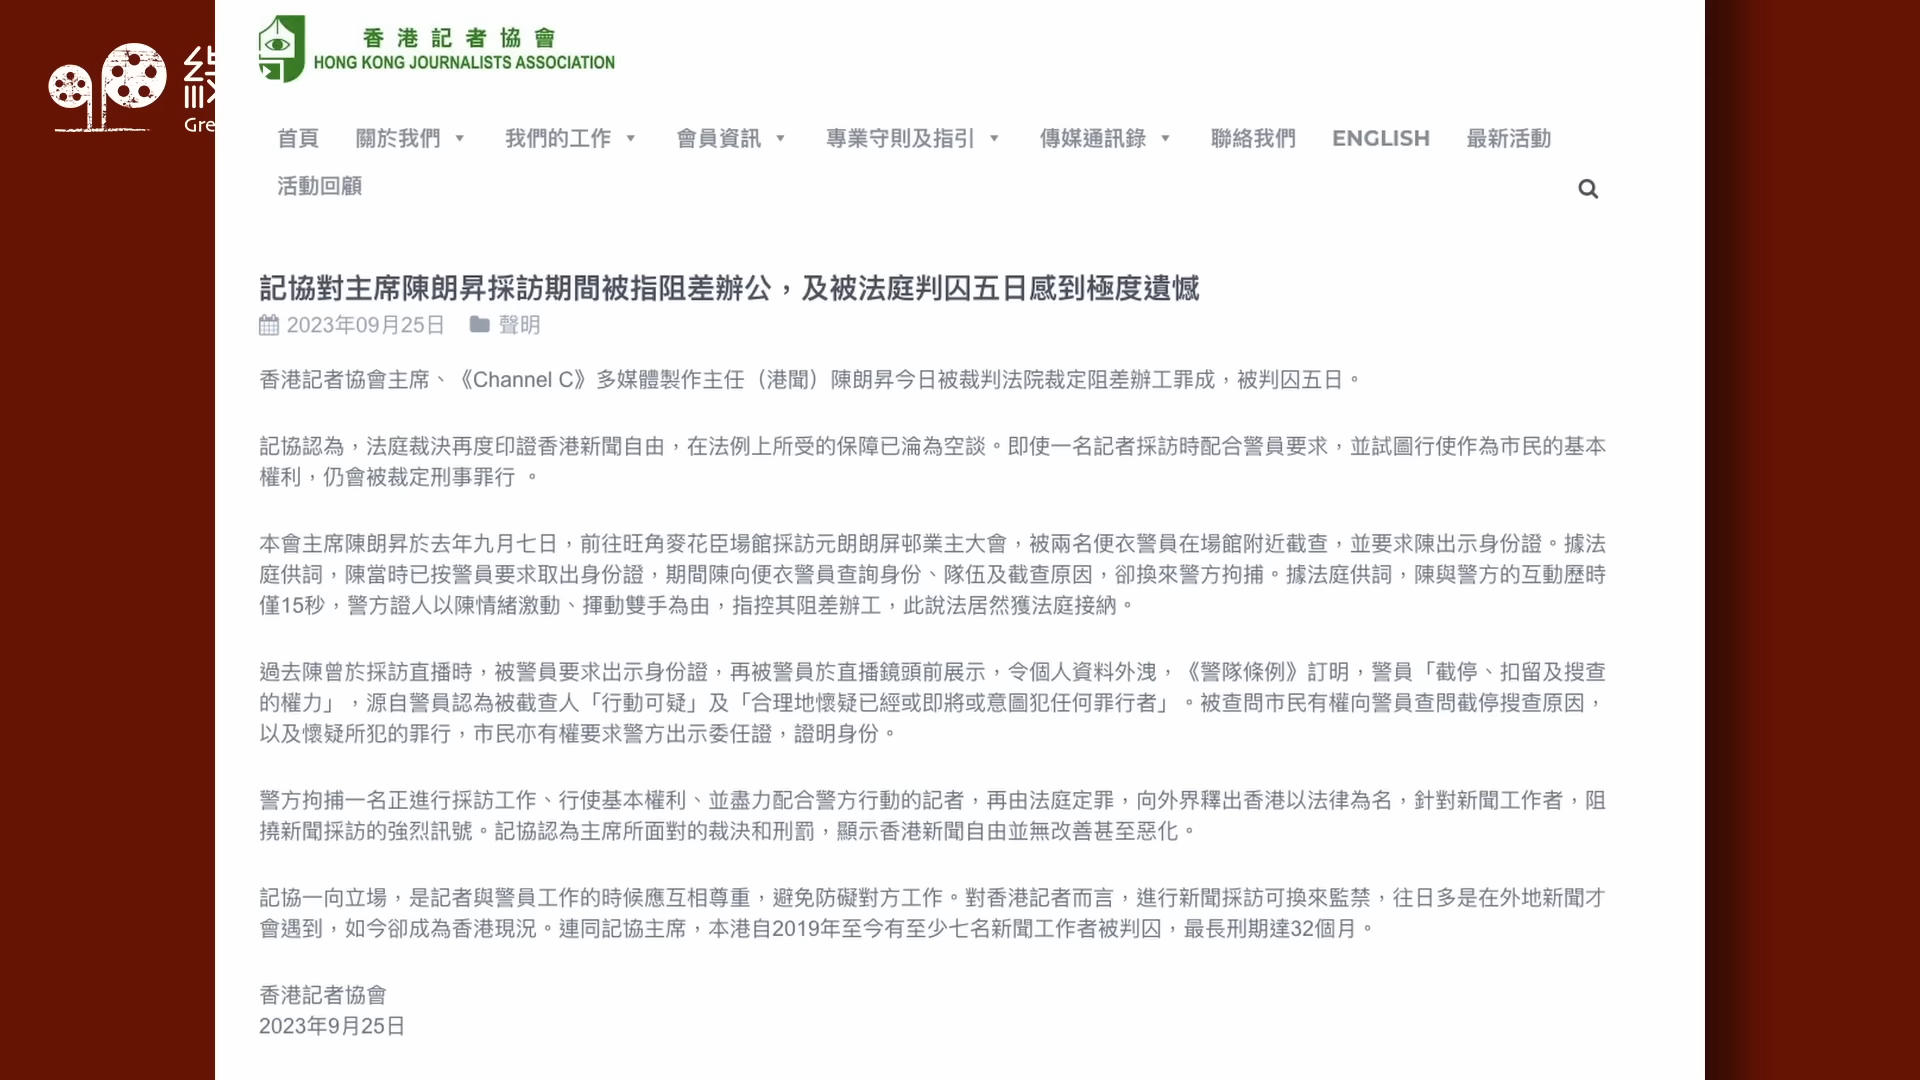 香港記者協會
HONG KONG JOURNALISTS ASSOCIATION
Gre
首頁 關於我們 我們的工作 會員資訊 專業守則及指引 傳媒通訊錄 聯絡我們 ENGLISH 最新活動
活動回顧
記協對主席陳朗昇採訪期間被指阻差辦公，及被法庭判囚五日感到極度遺憾
2023年09月25日 聲明
香港記者協會主席、《Channel C》多媒體製作主任（港聞）陳朗昇今日被裁判法院裁定阻差辦工罪成，被判囚五日。
記協認為，法庭裁決再度印證香港新聞自由，在法例上所受的保障已淪為空談。即使一名記者採訪時配合警員要求，並試圖行使作為市民的基本
權利，仍會被裁定刑事罪行 。
本會主席陳朗昇於去年九月七日，前往旺角麥花臣場館採訪元朗朗屏邨業主大會，被兩名便衣警員在場館附近截查，並要求陳出示身份證。據法
庭供詞，陳當時已按警員要求取出身份證，期間陳向便衣警員查詢身份、隊伍及截查原因，卻換來警方拘捕。據法庭供詞，陳與警方的互動歷時
僅15秒，警方證人以陳情緒激動、揮動雙手為由，指控其阻差辦工，此說法居然獲法庭接納。
過去陳曾於採訪直播時，被警員要求出示身份證，再被警員於直播鏡頭前展示，令個人資料外洩，《警隊條例》訂明，警員「截停、扣留及搜查
的權力」，源自警員認為被截查人「行動可疑」及「合理地懷疑已經或即將或意圖犯任何罪行者」。被查問市民有權向警員查問截停搜查原因，
以及懷疑所犯的罪行，市民亦有權要求警方出示委任證，證明身份。
警方拘捕一名正進行採訪工作、行使基本權利、並盡力配合警方行動的記者，再由法庭定罪，向外界釋出香港以法律為名，針對新聞工作者，阻
撓新聞採訪的強烈訊號。記協認為主席所面對的裁決和刑罰，顯示香港新聞自由並無改善甚至惡化。
記協一向立場，是記者與警員工作的時候應互相尊重，避免防礙對方工作。對香港記者而言，進行新聞採訪可換來監禁，往日多是在外地新聞才
會遇到，如今卻成為香港現況。連同記協主席，本港自2019年至今有至少七名新聞工作者被判囚，最長刑期達32個月。
香港記者協會
2023年9月25日